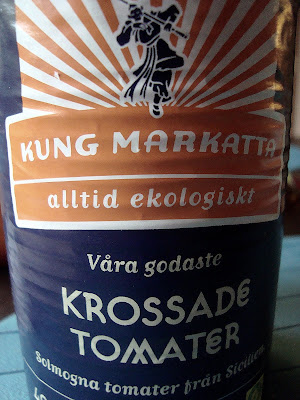 KUNG MARKATTA
alltid ekologiskt
Våra godaste
KROSSADE
TOMATER
Solmogna tomater från Sicilien